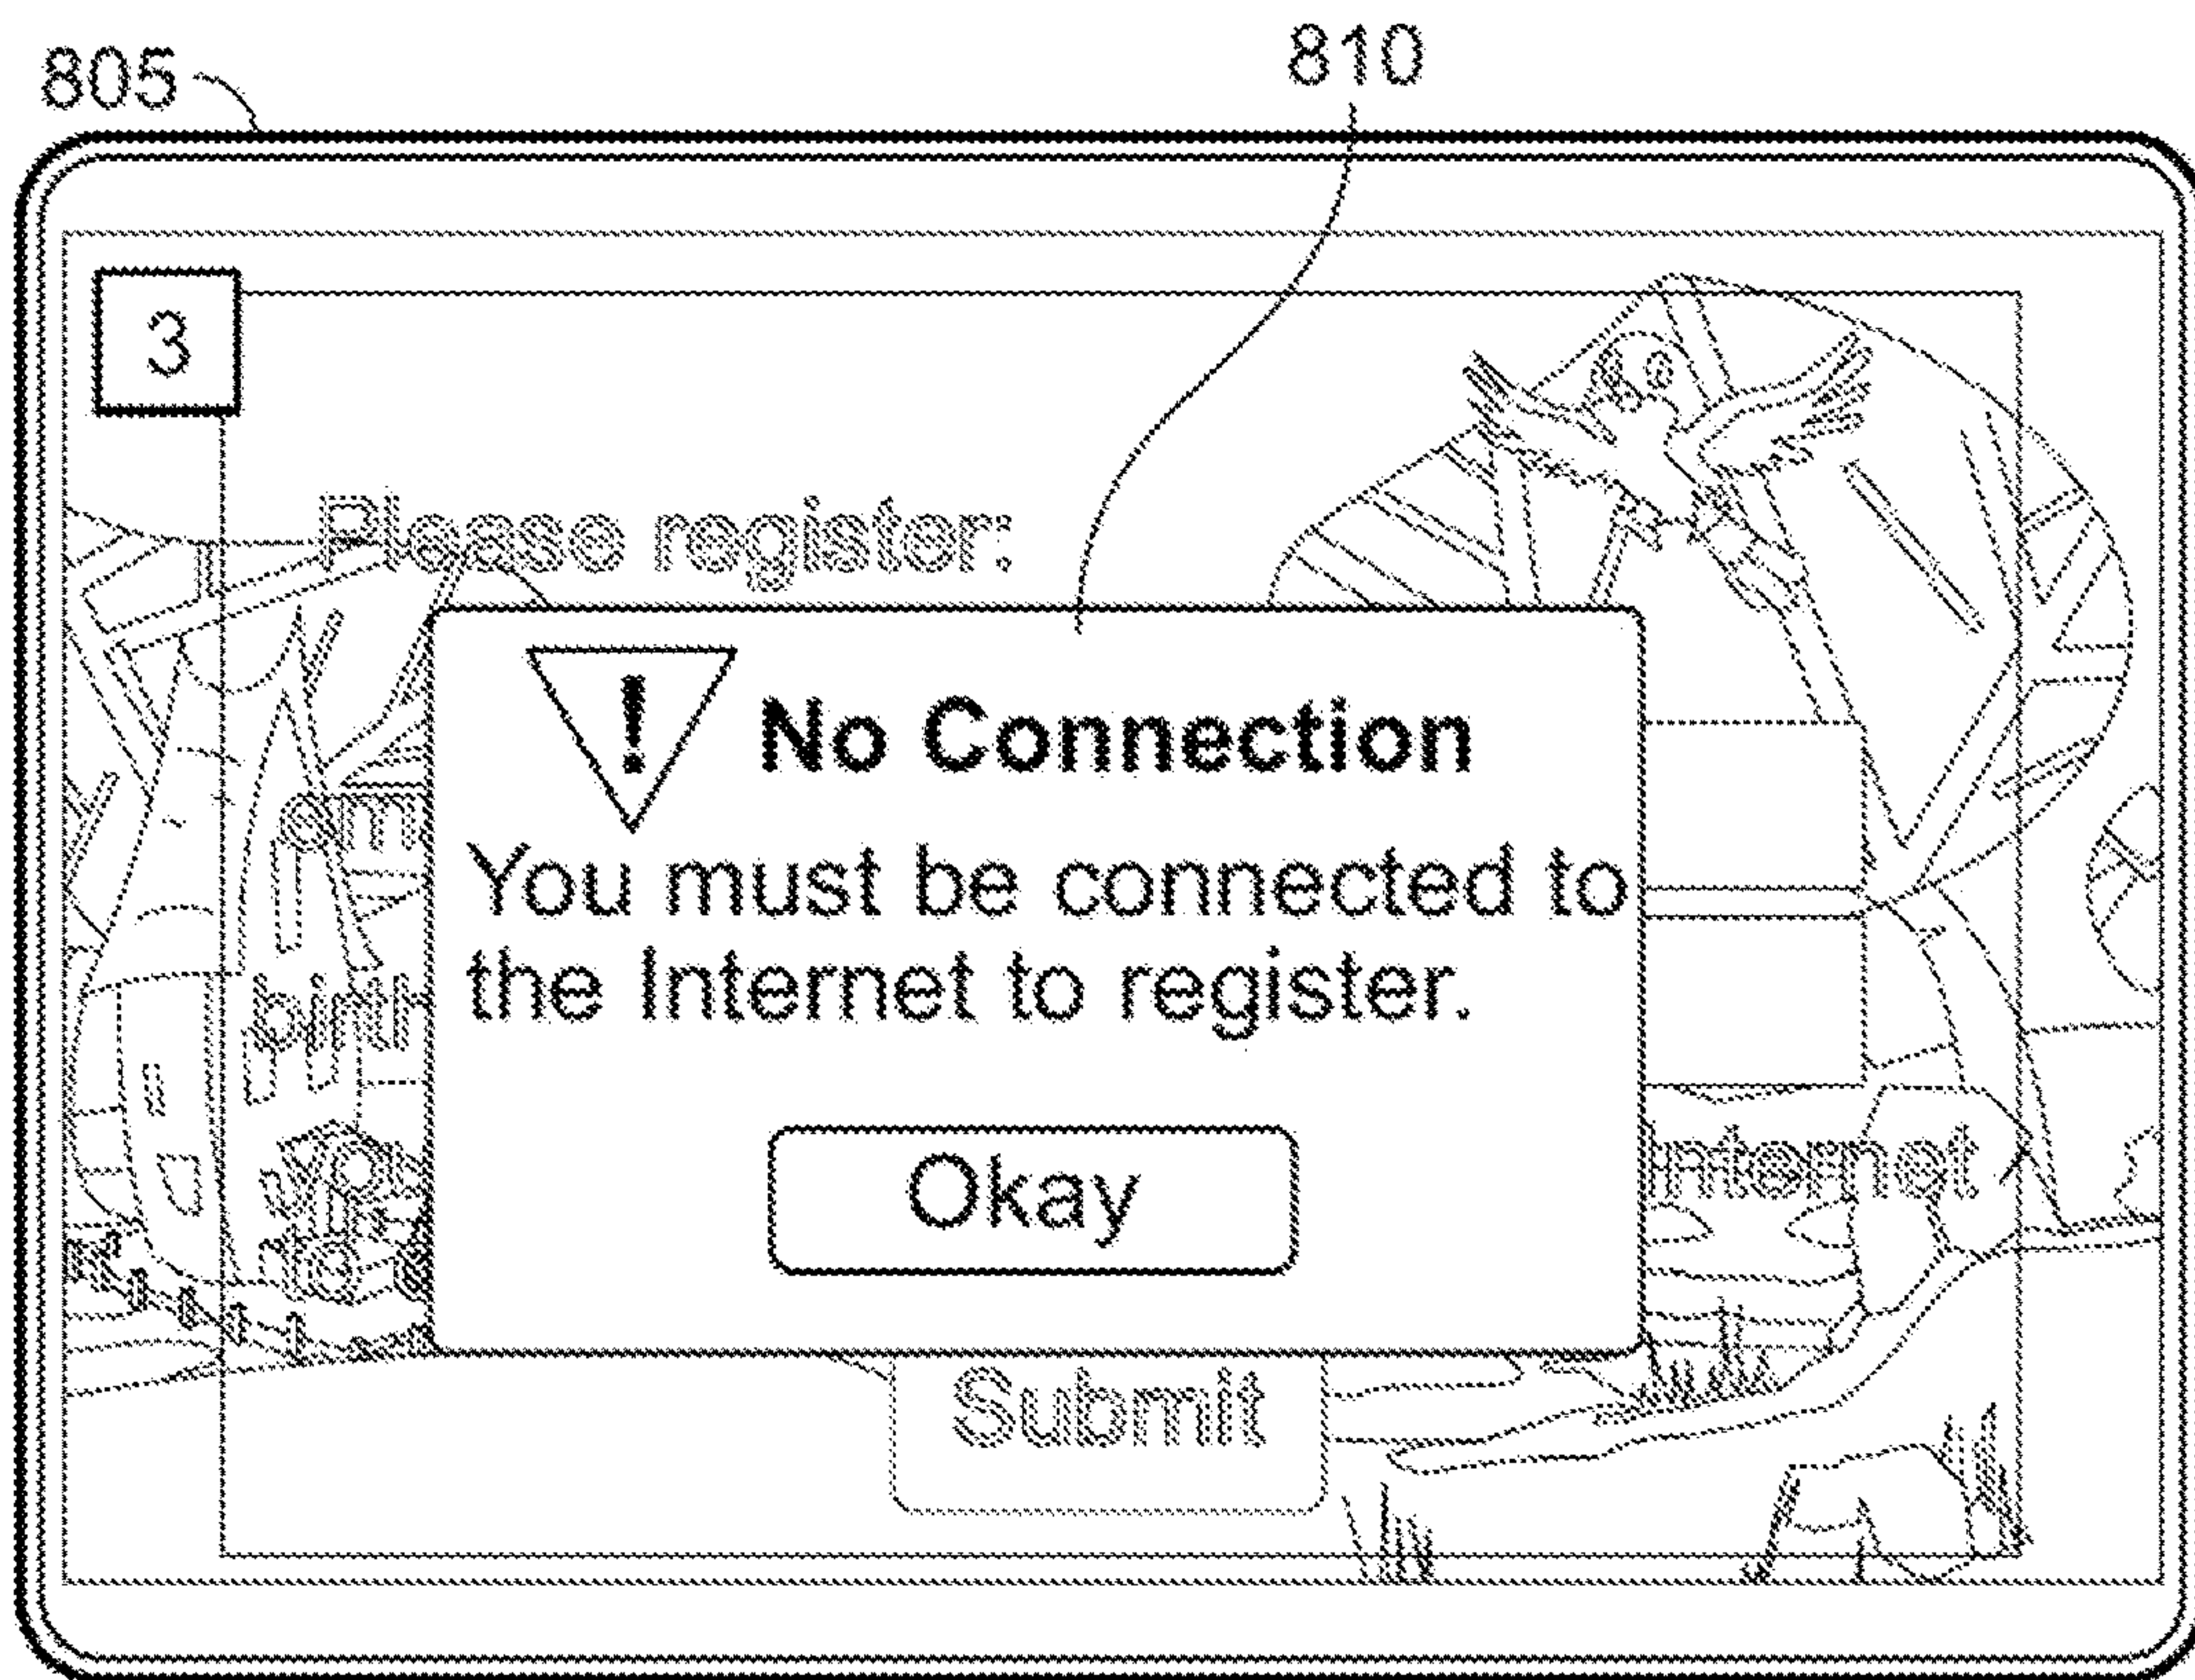 805
810
3
Please register:
! No Connection
You must be connected to
the Internet to register.
Okay
Internet
Submit